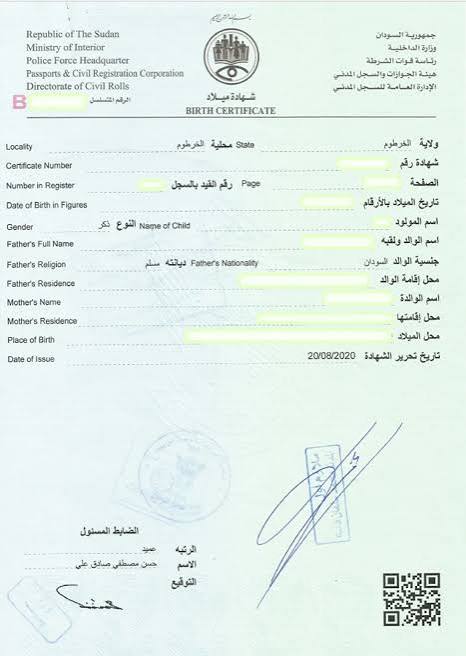 Republic of The Sudan
Ministry of Interior
Police Force Headquarter
Passports & Civil Registration Corporation
Directorate of Civil Rolls
B الرقم المتسلسل
جمهورية السودان
وزارة الداخلية
رئاسة قوات الشرطة
هيئة الجوازات والسجل المدني
الإدارة العامة للسجل المدني
شهادة ميلاد
BIRTH CERTIFICATE
Locality محلية الخرطوم State ولاية الخرطوم
Certificate Number شهادة رقم
Number in Register رقم القيد بالسجل Page الصفحة
Date of Birth in Figures تاريخ الميلاد بالأرقام
Gender النوع ذكر Name of Child اسم المولود
Father's Full Name اسم الوالد ولقبه
Father's Religion ديانته مسلم Father's Nationality جنسية الوالد السودان
Father's Residence محل إقامة الوالد
Mother's Name اسم الوالدة
Mother's Residence محل إقامتها
Place of Birth محل الميلاد
Date of Issue تاريخ تحرير الشهادة 20/08/2020
الضابط المسئول
الرتبه عميد
الاسم حسن مصطفي صادق علي
التوقيع